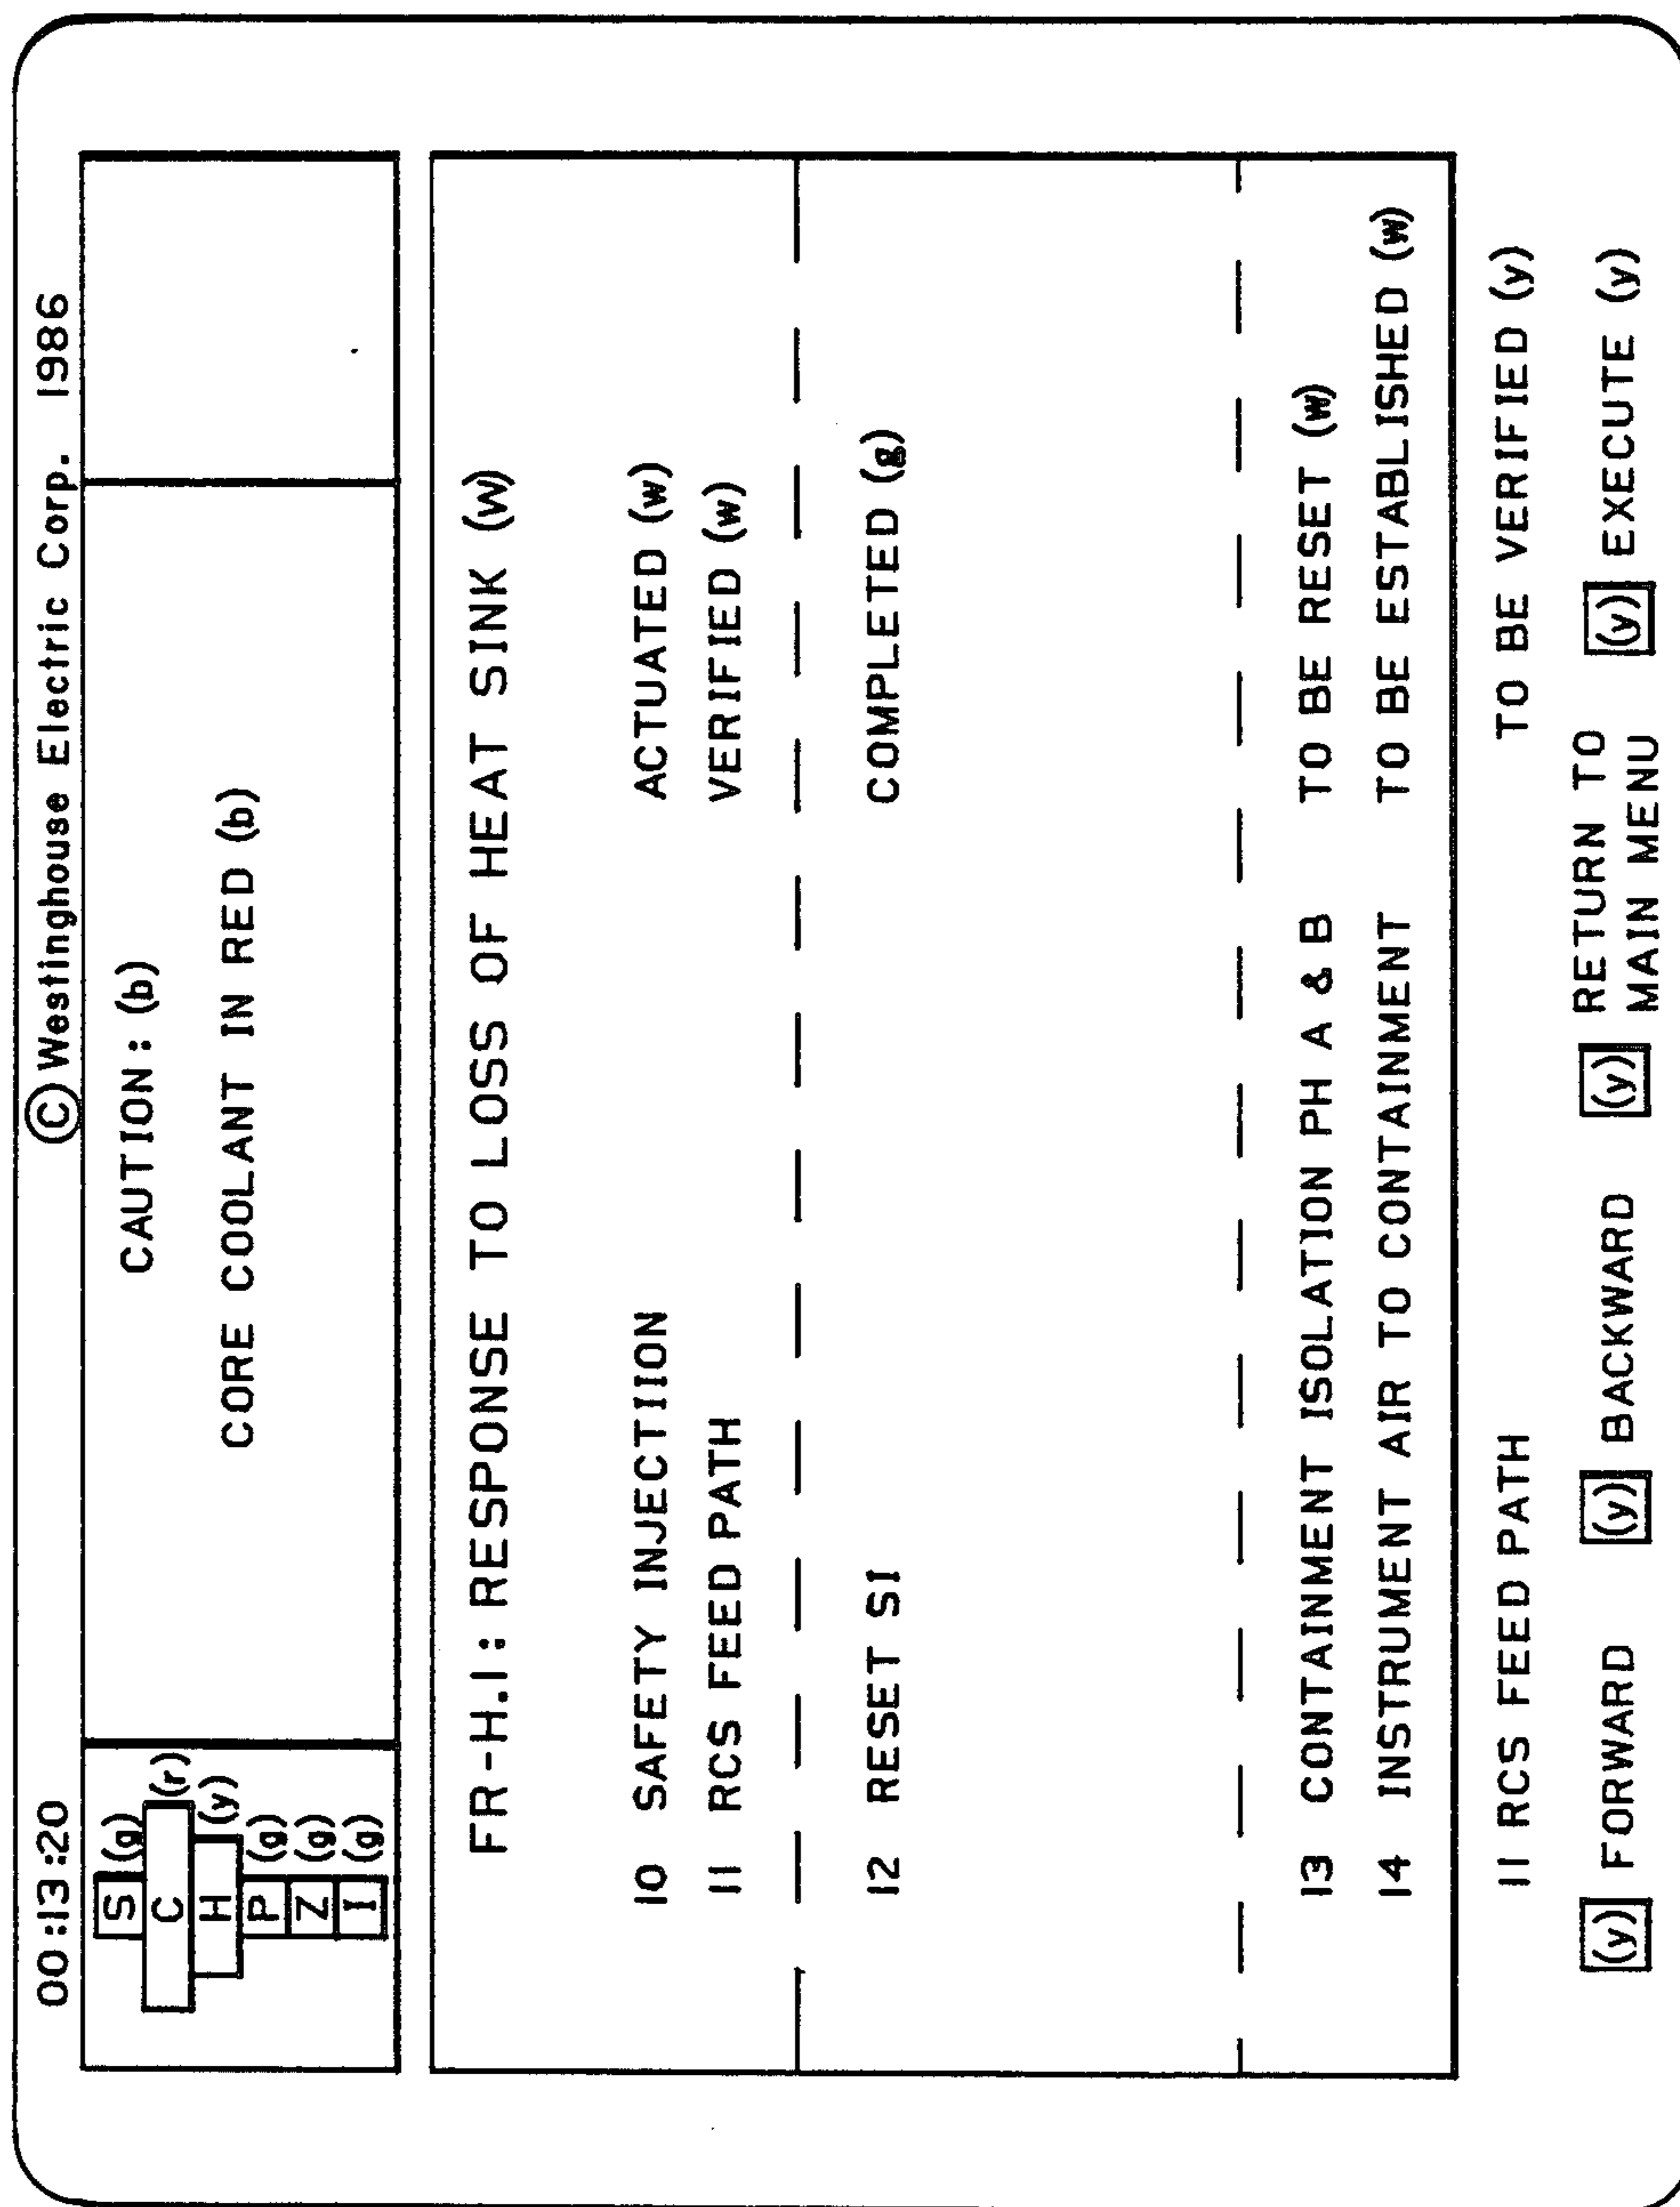 00:13:20 © Westinghouse Electric Corp. 1986
S (g)
C (r)
H (y)
P (g)
Z (g)
I (g)
CAUTION: (b)
CORE COOLANT IN RED (b)
FR-H.1: RESPONSE TO LOSS OF HEAT SINK (w)
10 SAFETY INJECTIION ACTUATED (w)
11 RCS FEED PATH VERIFIED (w)
12 RESET SI COMPLETED (g)
13 CONTAINMENT ISOLATION PH A & B TO BE RESET (w)
14 INSTRUMENT AIR TO CONTAINMENT TO BE ESTABLISHED (w)
11 RCS FEED PATH TO BE VERIFIED (y)
(y) FORWARD (y) BACKWARD (y) RETURN TO MAIN MENU (y) EXECUTE (y)